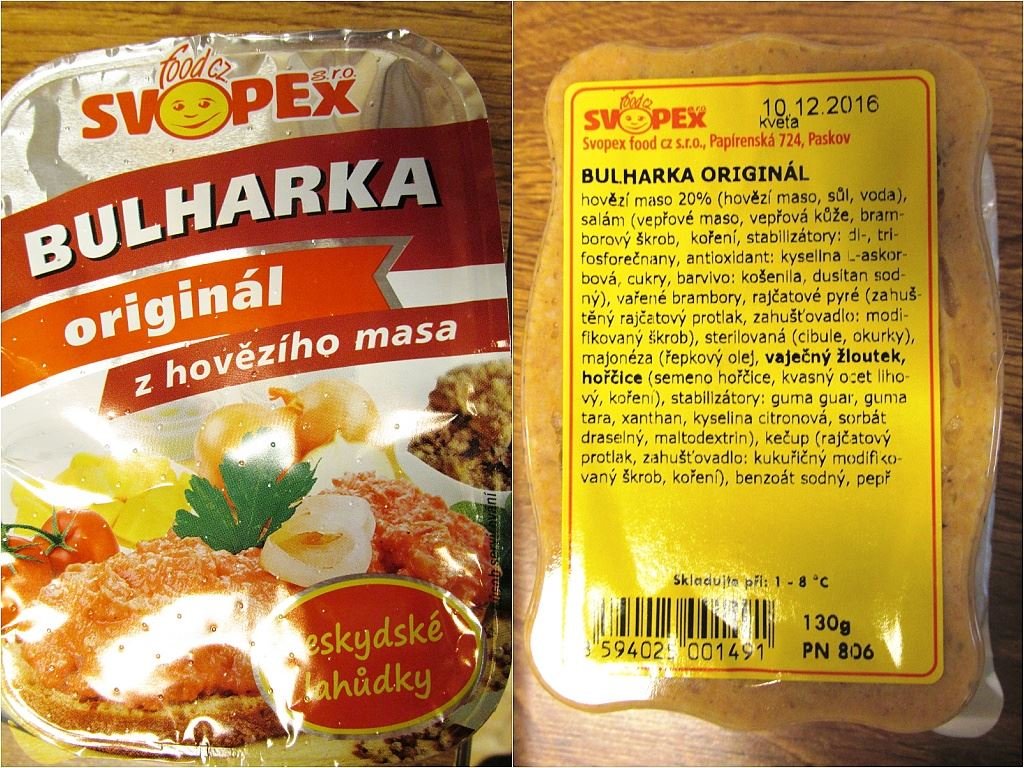 food cz
s.r.o.
SVOPEX
BULHARKA
originál
z hovězího masa
eskydské
lahůdky
food cz
SVOPEX s.r.o.
10.12.2016
květa
Svopex food cz s.r.o., Papírenská 724, Paskov
BULHARKA ORIGINÁL
hovězí maso 20% (hovězí maso, sůl, voda),
salám (vepřové maso, vepřová kůže, bram-
borový škrob, koření, stabilizátory: di-, tri-
fosforečnany, antioxidant: kyselina L-askor-
bová, cukry, barvivo: košenila, dusitan sod-
ný), vařené brambory, rajčatové pyré (zahuš-
těný rajčatový protlak, zahušťovadlo: modi-
fikovaný škrob), sterilovaná (cibule, okurky),
majonéza (řepkový olej, vaječný žloutek,
hořčice (semeno hořčice, kvasný ocet liho-
vý, koření), stabilizátory: guma guar, guma
tara, xanthan, kyselina citronová, sorbát
draselný, maltodextrin), kečup (rajčatový
protlak, zahušťovadlo: kukuřičný modifiko-
vaný škrob, koření), benzoát sodný, pepř
Skladujte při: 1 - 8 °C
130g
PN 806
001491